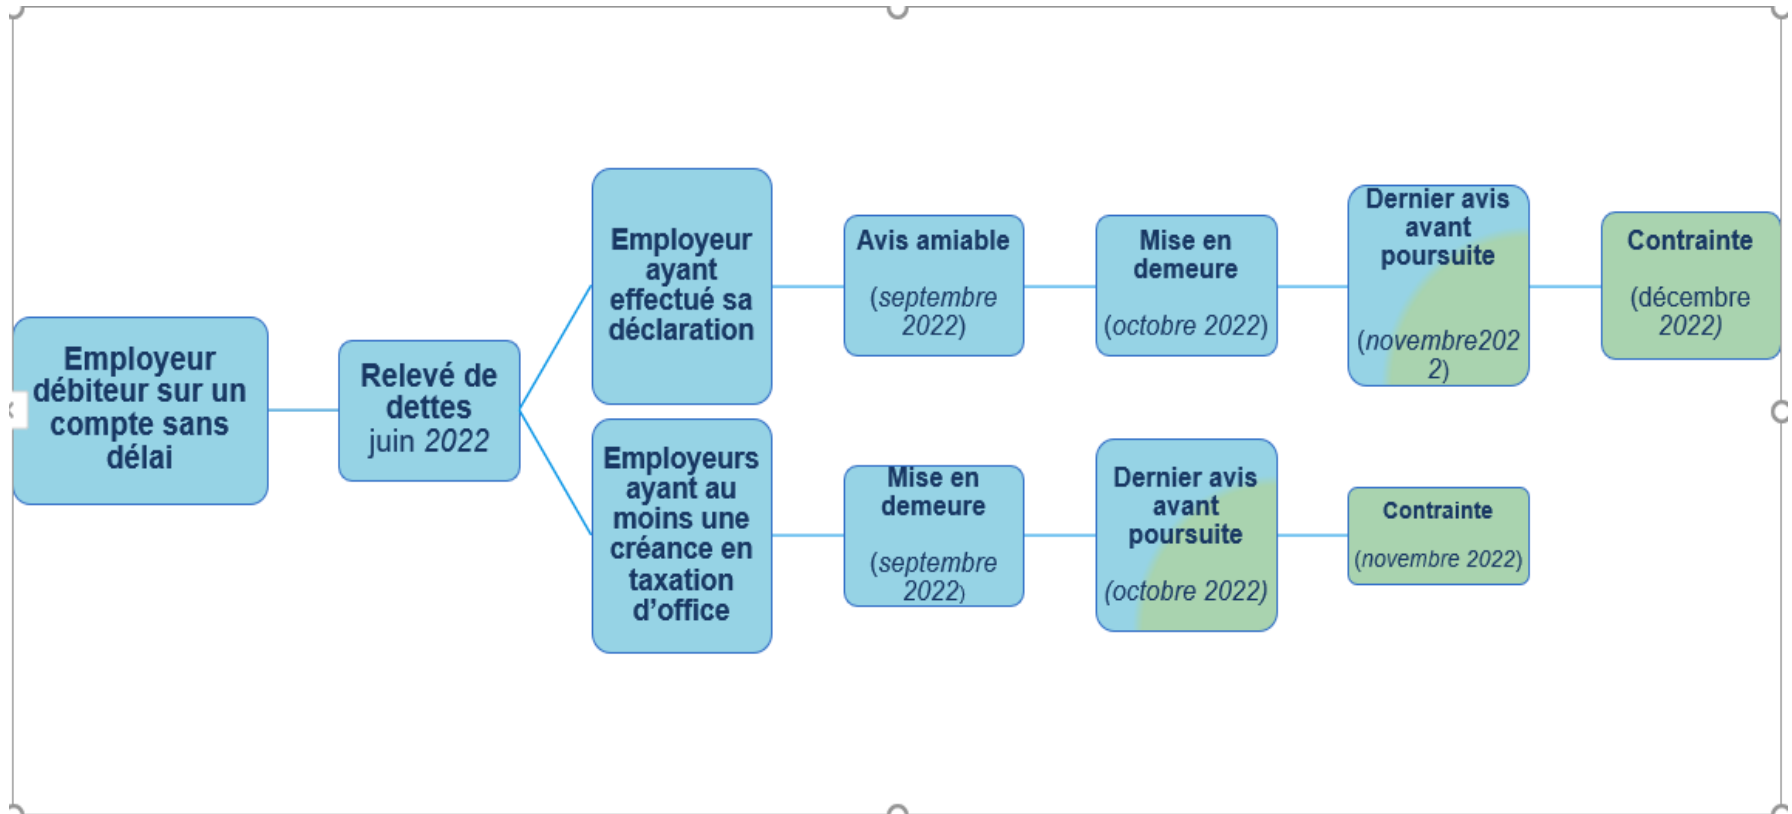 Employeur
débiteur sur un
compte sans
délai
Relevé de
dettes
juin 2022
Employeur
ayant
effectué sa
déclaration
Avis amiable
(septembre
2022)
Mise en
demeure
(octobre 2022)
Dernier avis
avant
poursuite
(novembre202
2)
Contrainte
(décembre
2022)
Employeurs
ayant au
moins une
créance en
taxation
d’office
Mise en
demeure
(septembre
2022)
Dernier avis
avant
poursuite
(octobre 2022)
Contrainte
(novembre 2022)